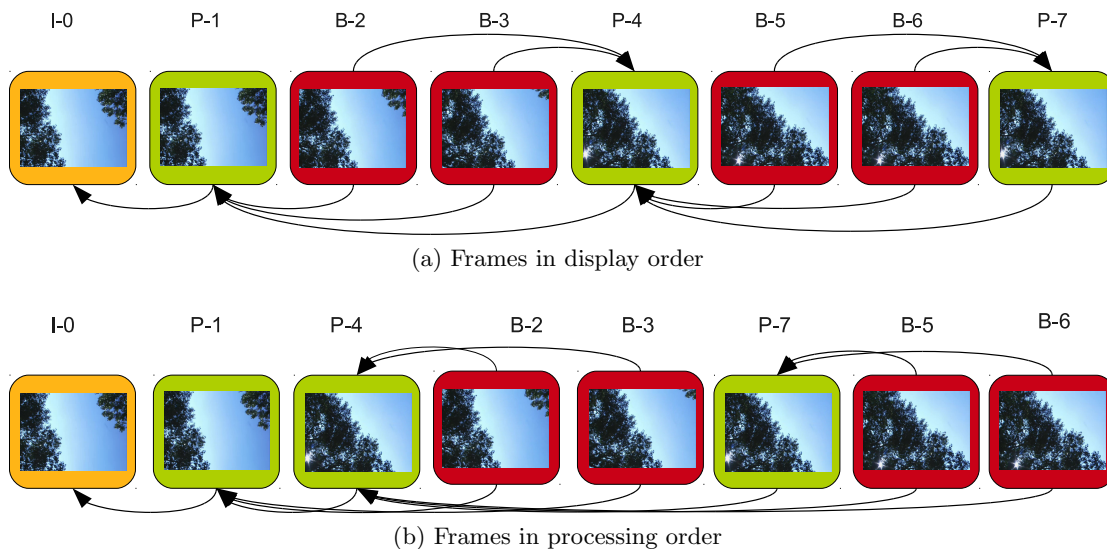 I-0 P-1 B-2 B-3 P-4 B-5 B-6 P-7
(a) Frames in display order
I-0 P-1 P-4 B-2 B-3 P-7 B-5 B-6
(b) Frames in processing order